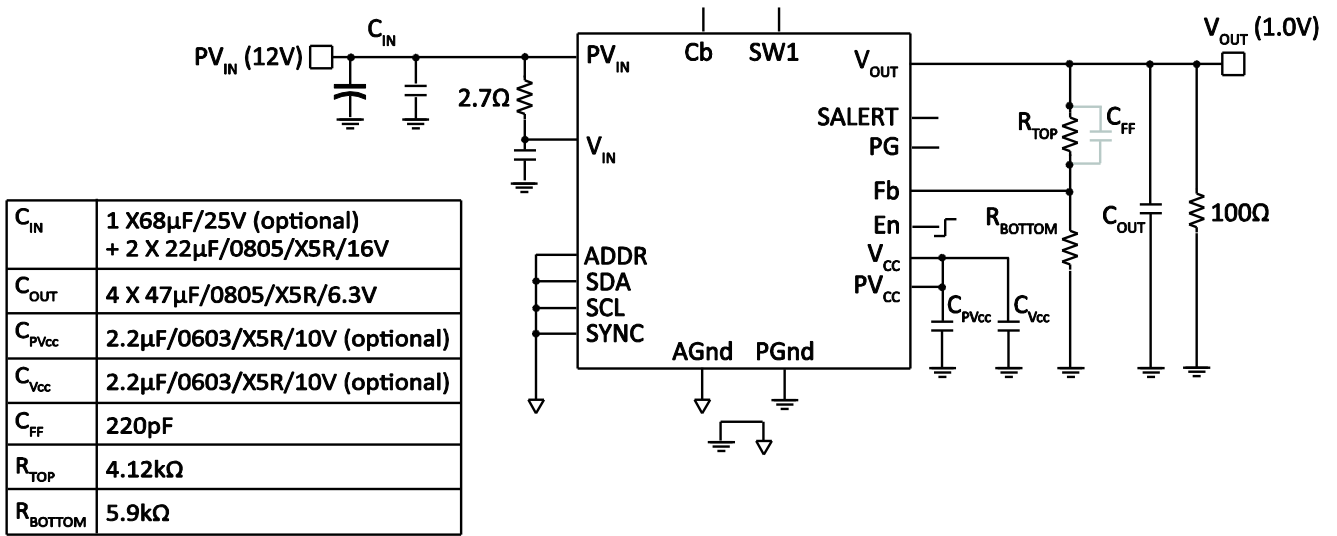 PVIN (12V)
CIN
2.7Ω
PVIN
Cb
SW1
VOUT
VOUT (1.0V)
SALERT
PG
RTOP
CFF
VIN
Fb
En
RBOTTOM
COUT
100Ω
VCC
PVCC
CPVcc
CVcc
ADDR
SDA
SCL
SYNC
AGnd
PGnd
CIN 1 X68µF/25V (optional)
+ 2 X 22µF/0805/X5R/16V
COUT 4 X 47µF/0805/X5R/6.3V
CPVcc 2.2µF/0603/X5R/10V (optional)
CVcc 2.2µF/0603/X5R/10V (optional)
CFF 220pF
RTOP 4.12kΩ
RBOTTOM 5.9kΩ